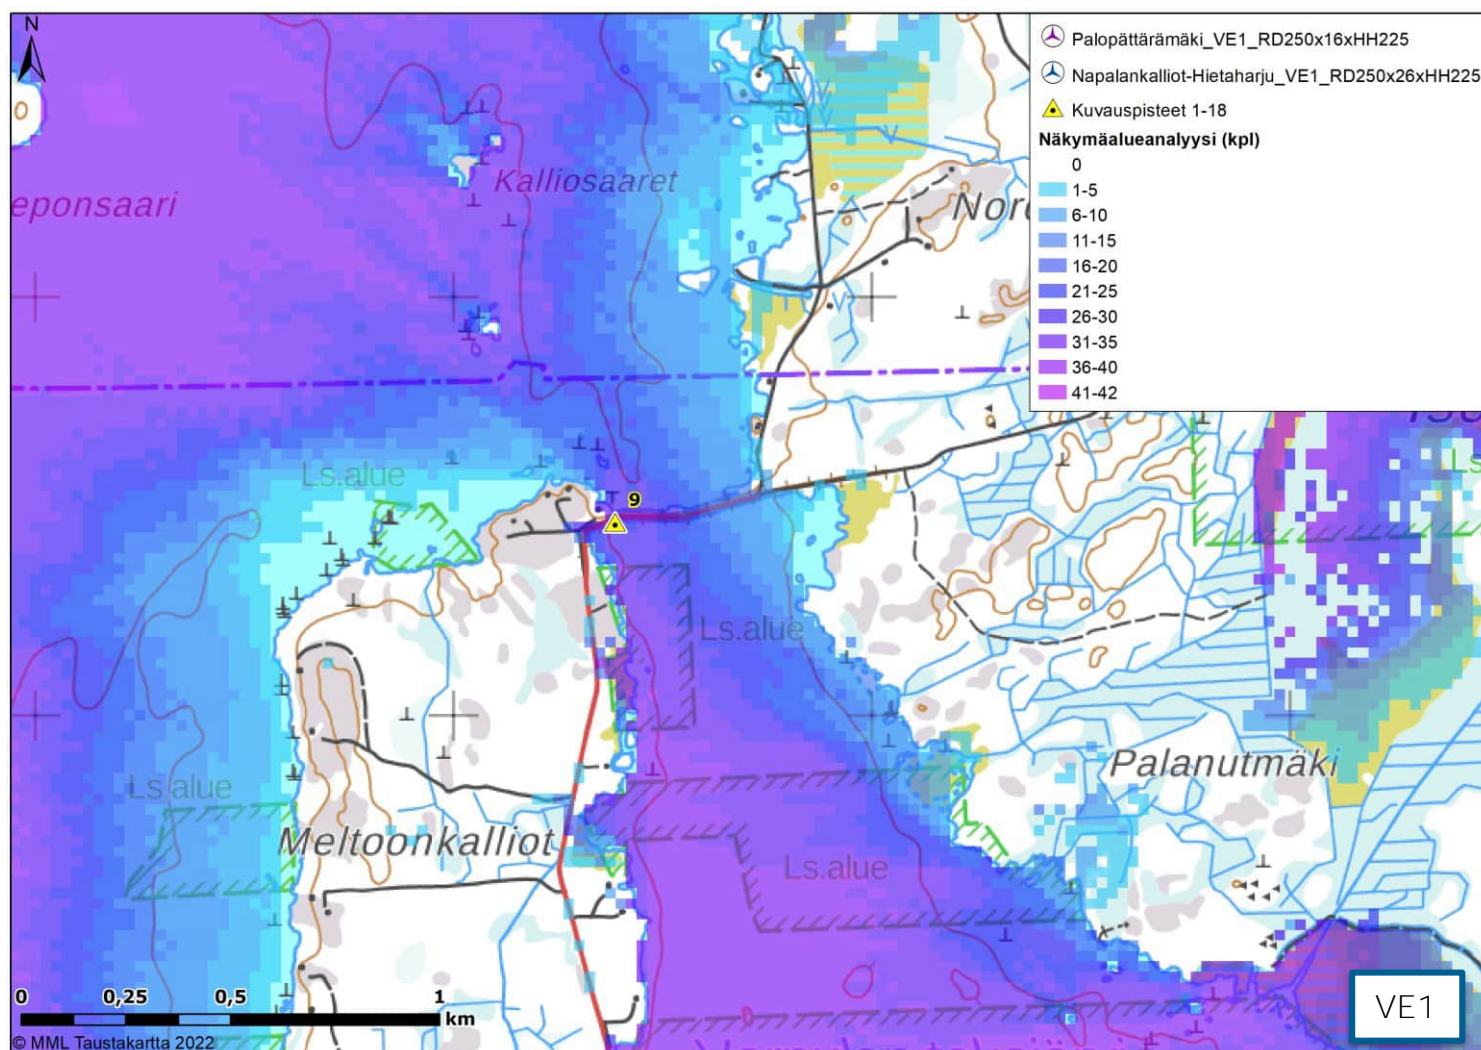 N
Palopättärämäki_VE1_RD250x16xHH225
Napalankalliot-Hietaharju_VE1_RD250x26xHH225
Kuvauspisteet 1-18
Näkymäalueanalyysi (kpl)
0
1-5
6-10
11-15
16-20
21-25
26-30
31-35
36-40
41-42
Kalliosaaret
eponsaari
Nord
Ls.alue
9
Ls.alue
Palanutmäki
Ls.alue
Meltoonkalliot
Ls.alue
0 0,25 0,5 1
km
VE1
© MML Taustakartta 2022